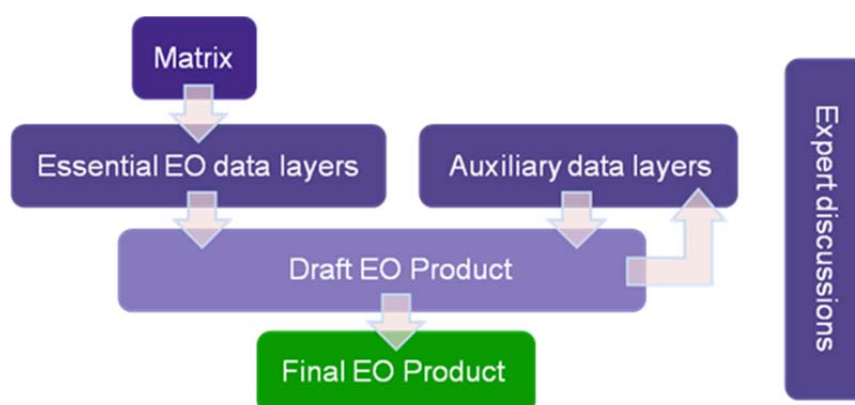 Matrix
Essential EO data layers
Auxiliary data layers
Draft EO Product
Final EO Product
Expert discussions